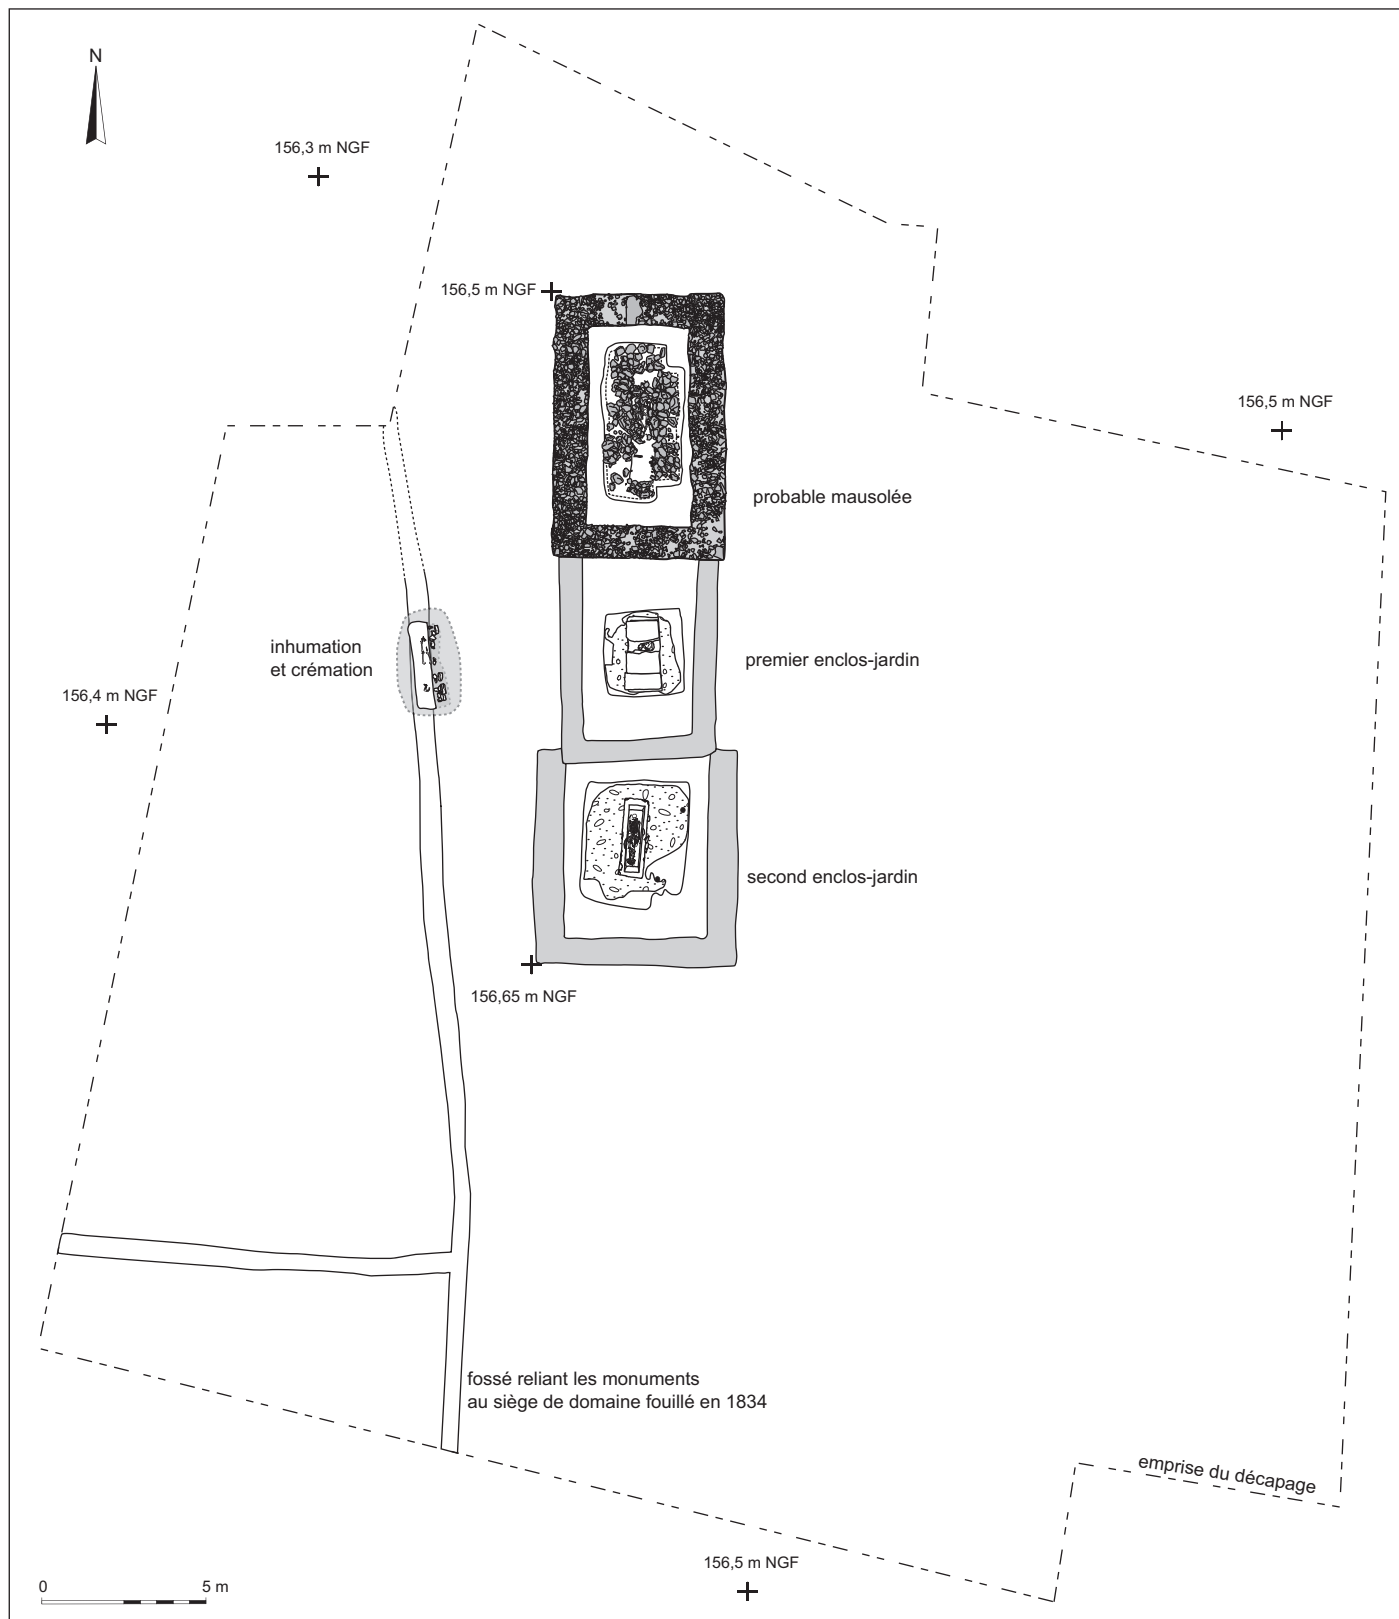 N
156,3 m NGF
156,5 m NGF
156,5 m NGF
probable mausolée
inhumation
et crémation
premier enclos-jardin
156,4 m NGF
second enclos-jardin
156,65 m NGF
fossé reliant les monuments
au siège de domaine fouillé en 1834
emprise du décapage
156,5 m NGF
0 5 m